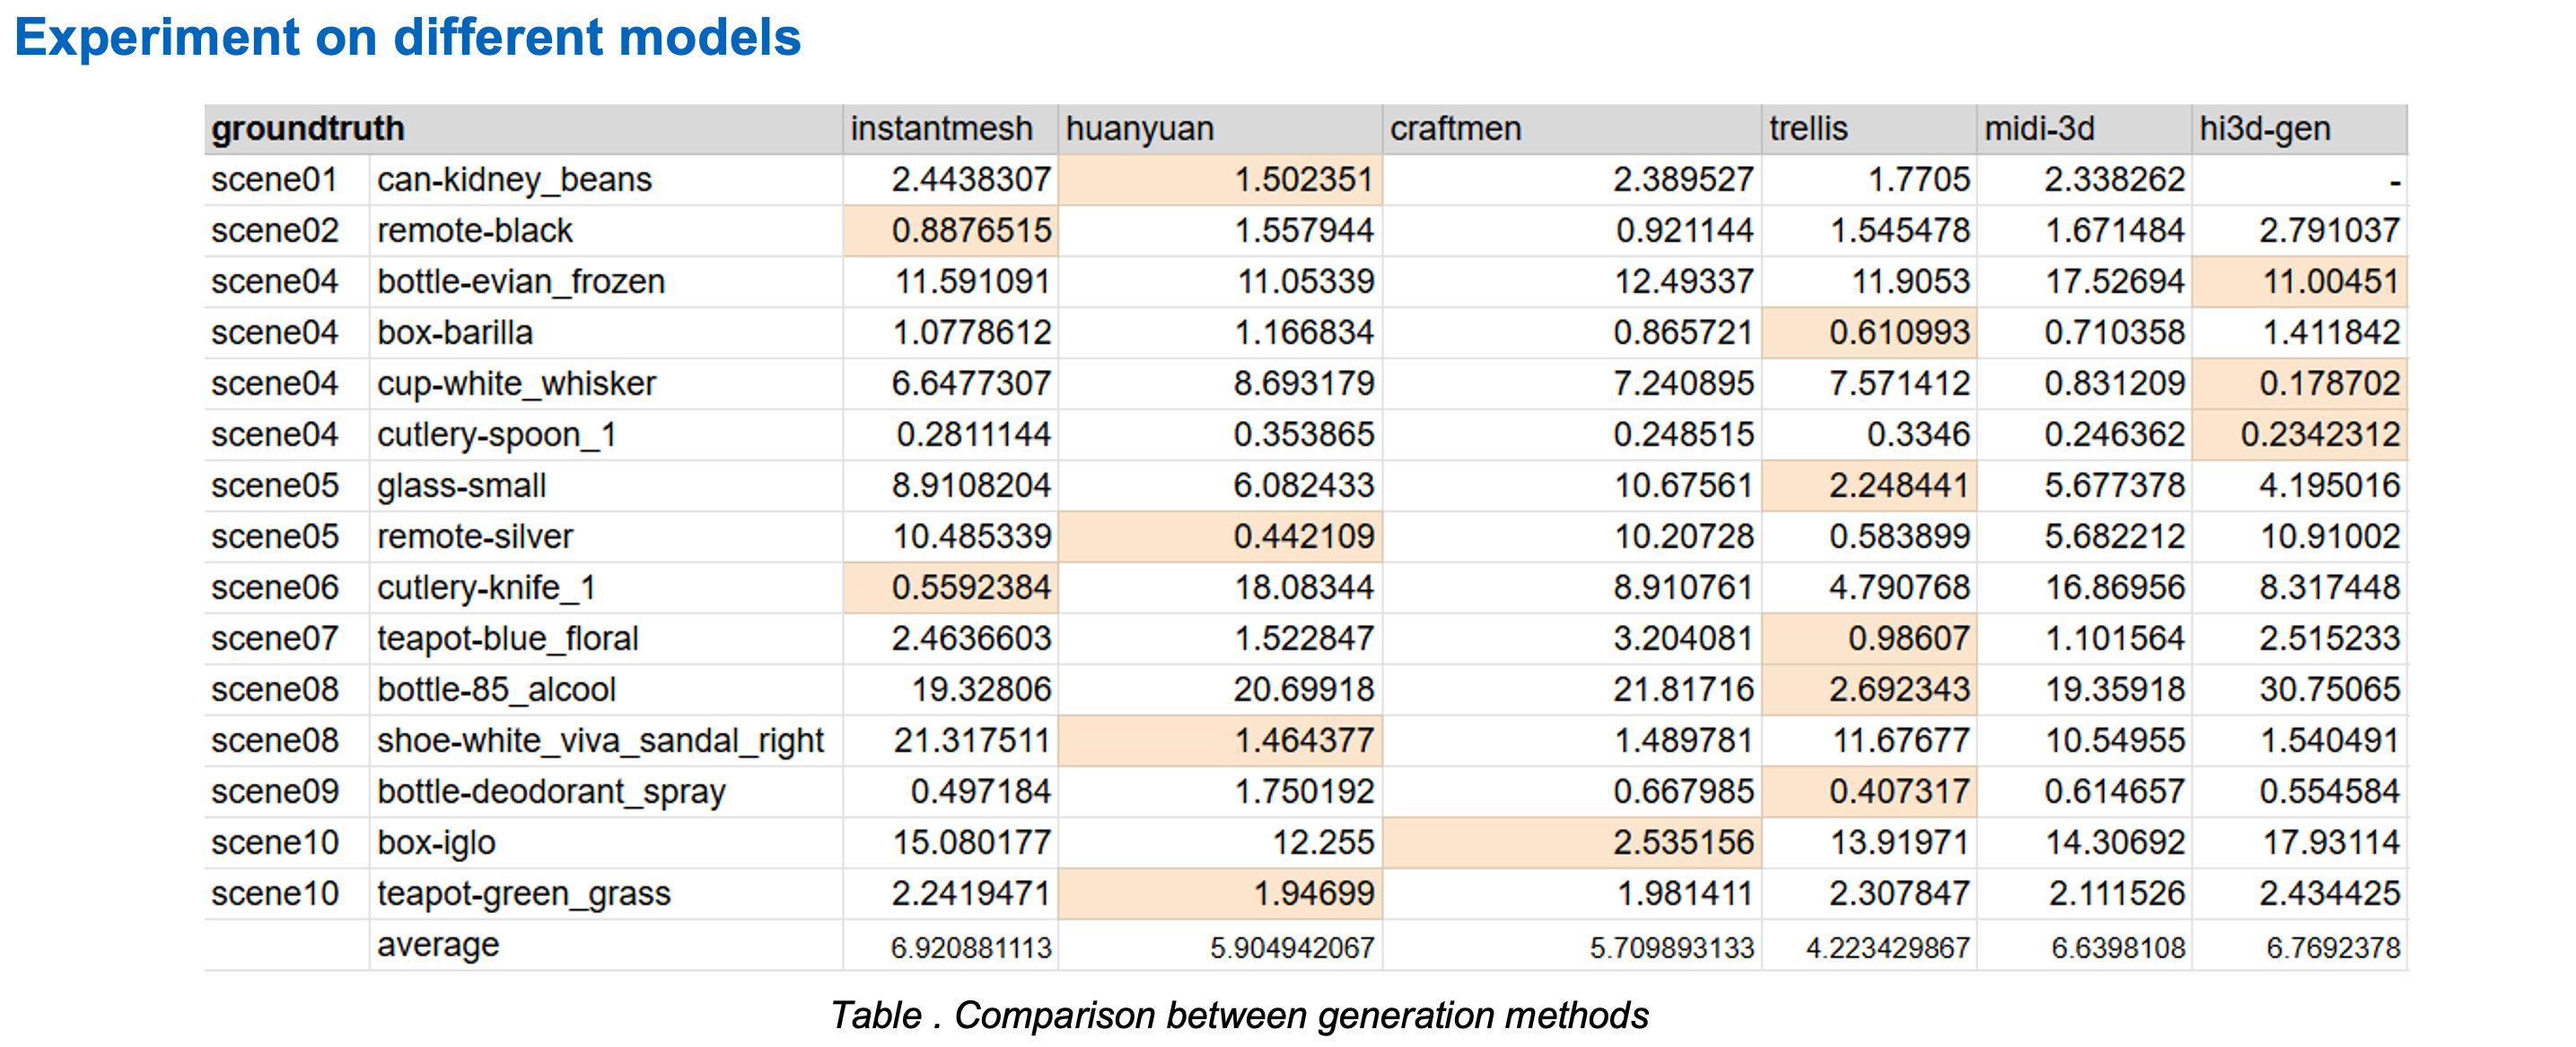 Experiment on different models
groundtruth instantmesh huanyuan craftmen trellis midi-3d hi3d-gen
scene01 can-kidney_beans 2.4438307 1.502351 2.389527 1.7705 2.338262 -
scene02 remote-black 0.8876515 1.557944 0.921144 1.545478 1.671484 2.791037
scene04 bottle-evian_frozen 11.591091 11.05339 12.49337 11.9053 17.52694 11.00451
scene04 box-barilla 1.0778612 1.166834 0.865721 0.610993 0.710358 1.411842
scene04 cup-white_whisker 6.6477307 8.693179 7.240895 7.571412 0.831209 0.178702
scene04 cutlery-spoon_1 0.2811144 0.353865 0.248515 0.3346 0.246362 0.2342312
scene05 glass-small 8.9108204 6.082433 10.67561 2.248441 5.677378 4.195016
scene05 remote-silver 10.485339 0.442109 10.20728 0.583899 5.682212 10.91002
scene06 cutlery-knife_1 0.5592384 18.08344 8.910761 4.790768 16.86956 8.317448
scene07 teapot-blue_floral 2.4636603 1.522847 3.204081 0.98607 1.101564 2.515233
scene08 bottle-85_alcool 19.32806 20.69918 21.81716 2.692343 19.35918 30.75065
scene08 shoe-white_viva_sandal_right 21.317511 1.464377 1.489781 11.67677 10.54955 1.540491
scene09 bottle-deodorant_spray 0.497184 1.750192 0.667985 0.407317 0.614657 0.554584
scene10 box-iglo 15.080177 12.255 2.535156 13.91971 14.30692 17.93114
scene10 teapot-green_grass 2.2419471 1.94699 1.981411 2.307847 2.111526 2.434425
average 6.920881113 5.904942067 5.709893133 4.223429867 6.6398108 6.7692378
Table . Comparison between generation methods